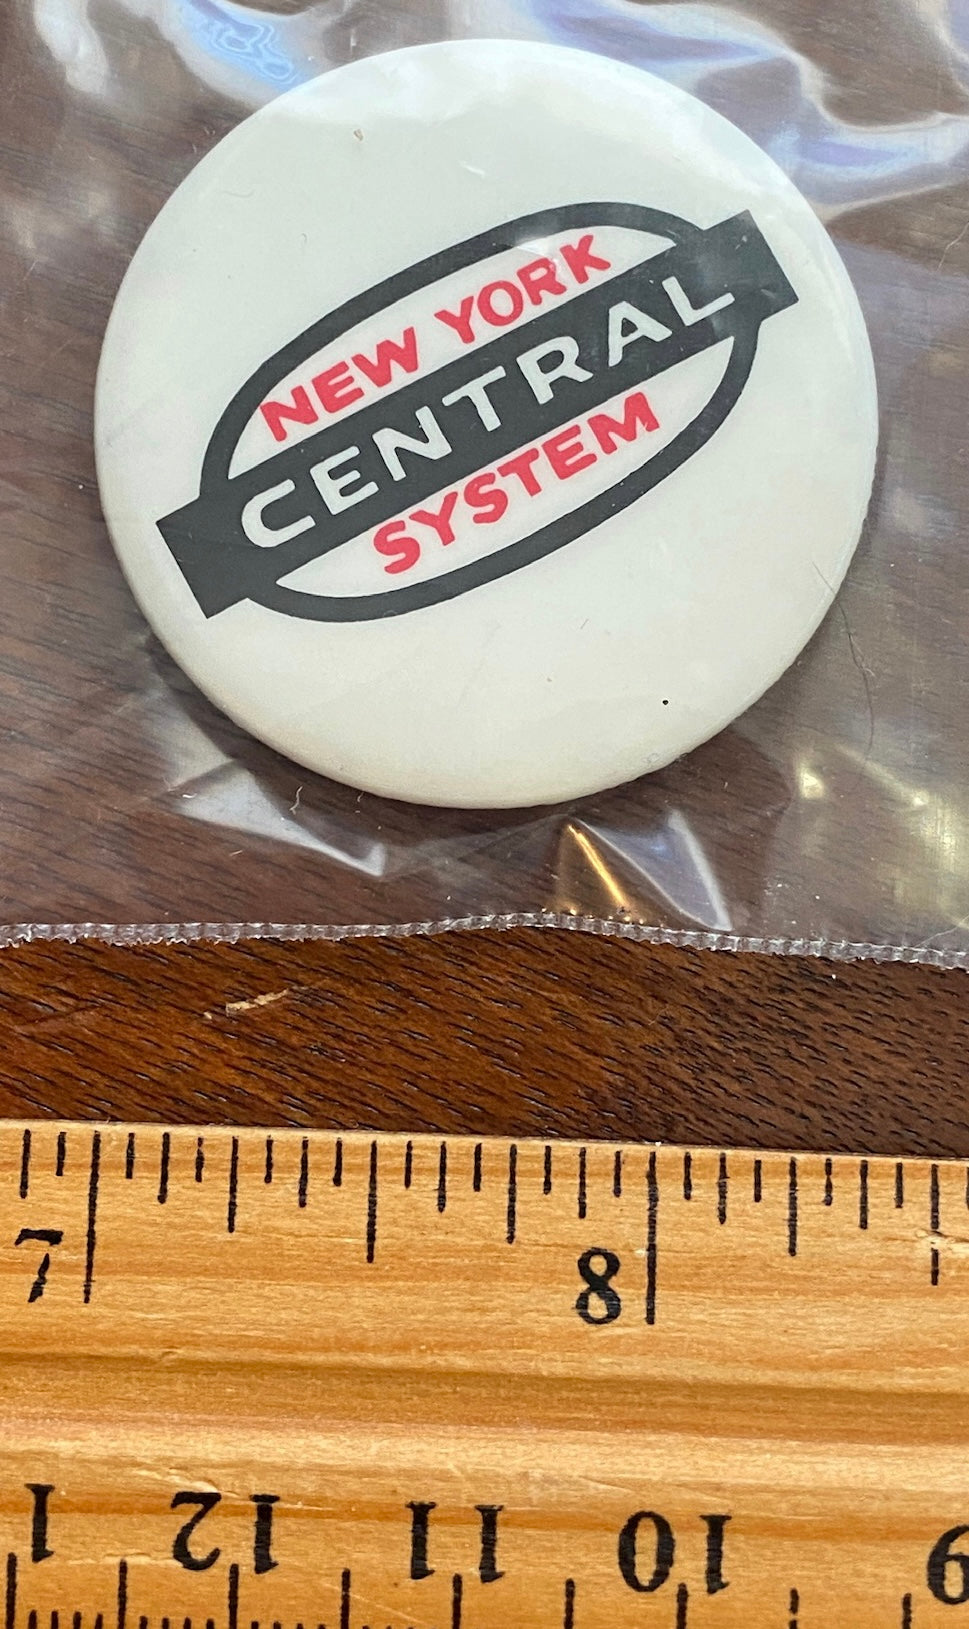 NEW YORK
CENTRAL
SYSTEM
7 8
1 12 11 10 9